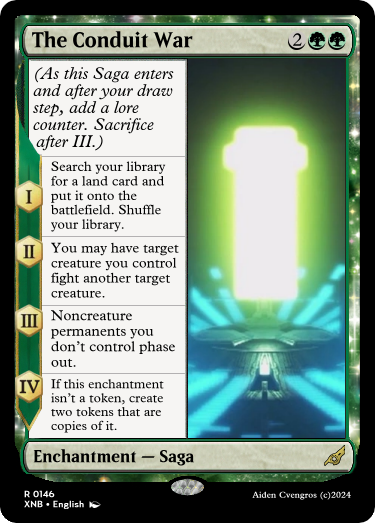 The Conduit War 2
(As this Saga enters
and after your draw
step, add a lore
counter. Sacrifice
after III.)
I
Search your library
for a land card and
put it onto the
battlefield. Shuffle
your library.
II
You may have target
creature you control
fight another target
creature.
III
Noncreature
permanents you
don't control phase
out.
IV
If this enchantment
isn't a token, create
two tokens that are
copies of it.
Enchantment — Saga
R 0146
XNB • English
Aiden Cvengros (c)2024